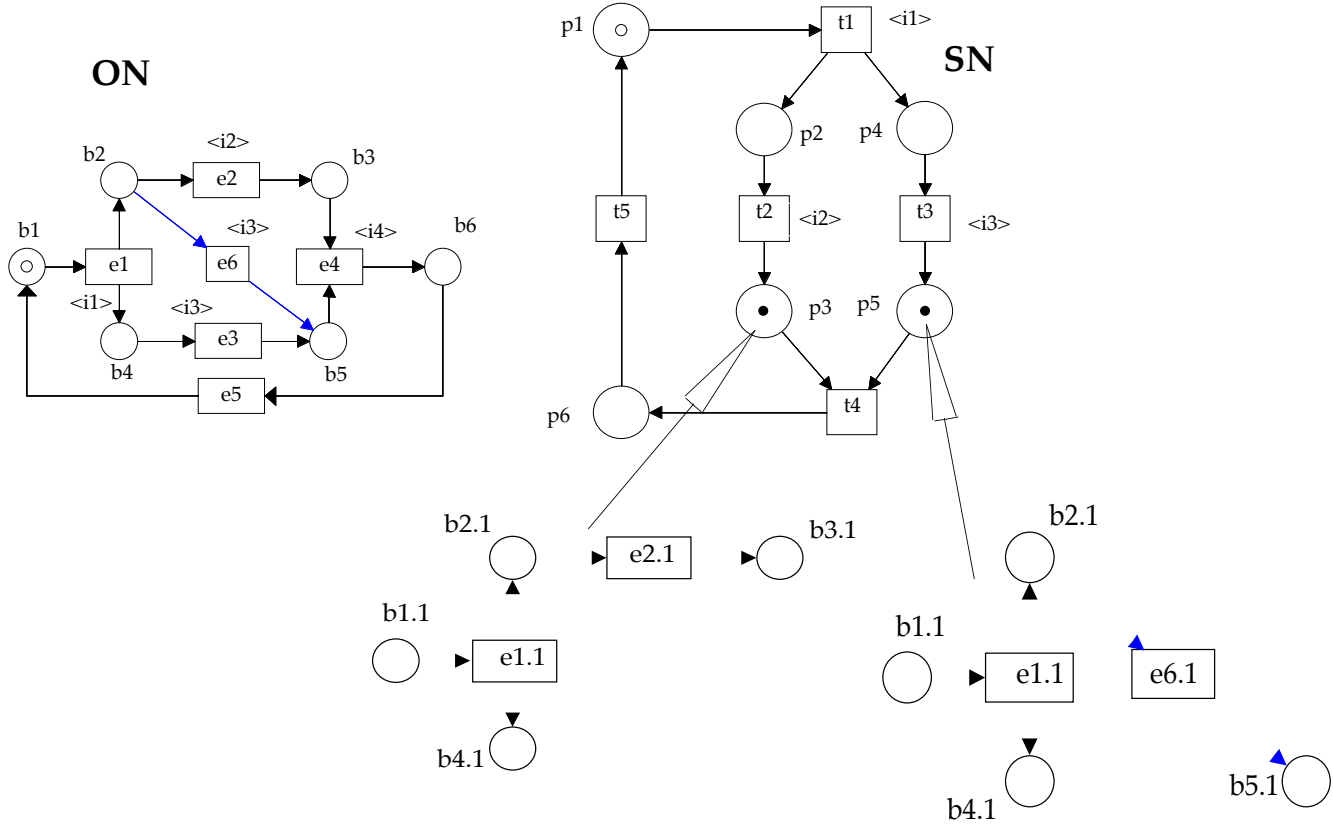 ON
b1
b2
<i2>
e2
b3
<i3>
e6
<i4>
e4
b6
e1
<i1>
<i3>
e3
b4
b5
e5
SN
p1
t1
<i1>
p2
p4
t5
t2
<i2>
t3
<i3>
p3
p5
p6
t4
b2.1
e2.1
b3.1
b1.1
e1.1
b4.1
b2.1
b1.1
e1.1
e6.1
b4.1
b5.1